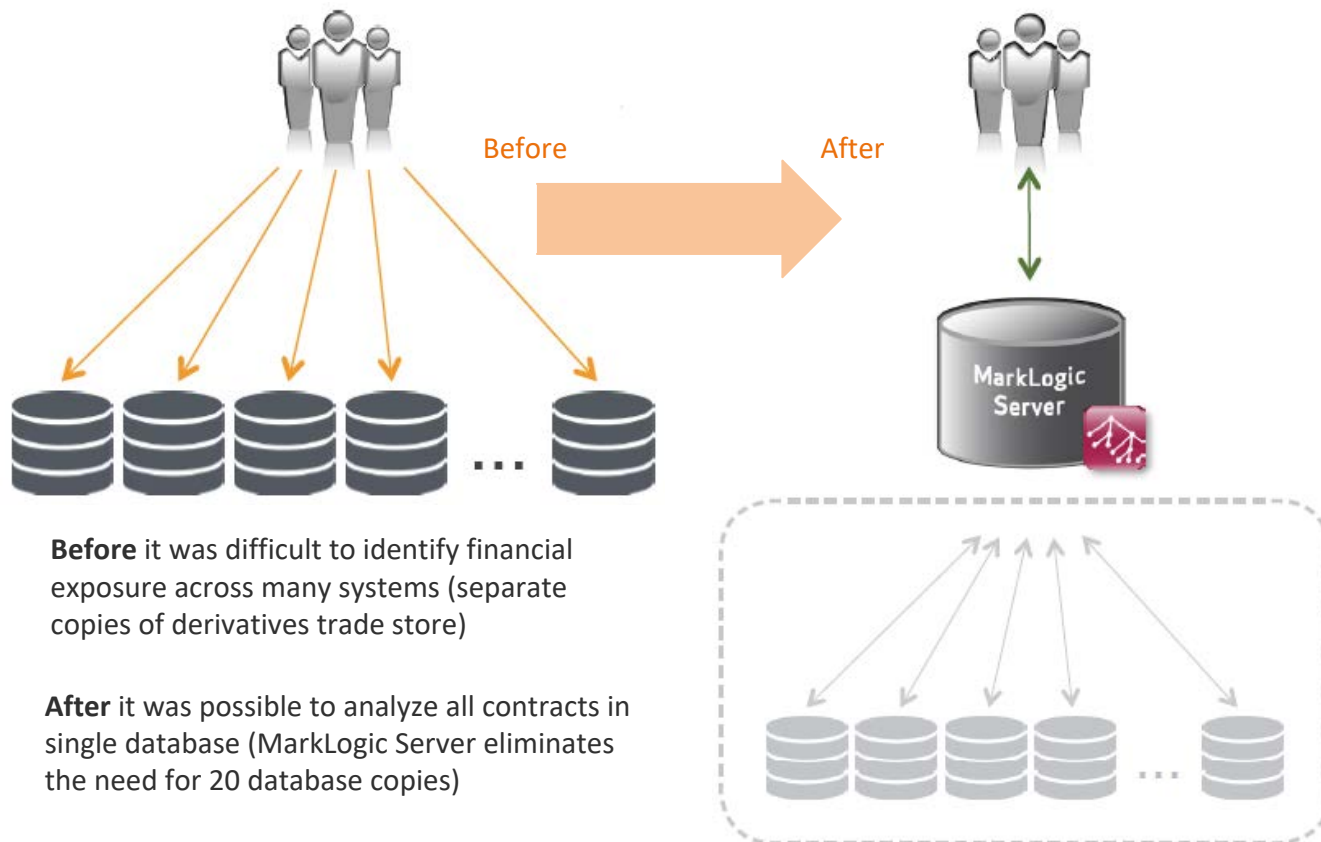 Before
After
MarkLogic
Server
...
Before it was difficult to identify financial
exposure across many systems (separate
copies of derivatives trade store)
After it was possible to analyze all contracts in
single database (MarkLogic Server eliminates
the need for 20 database copies)
...